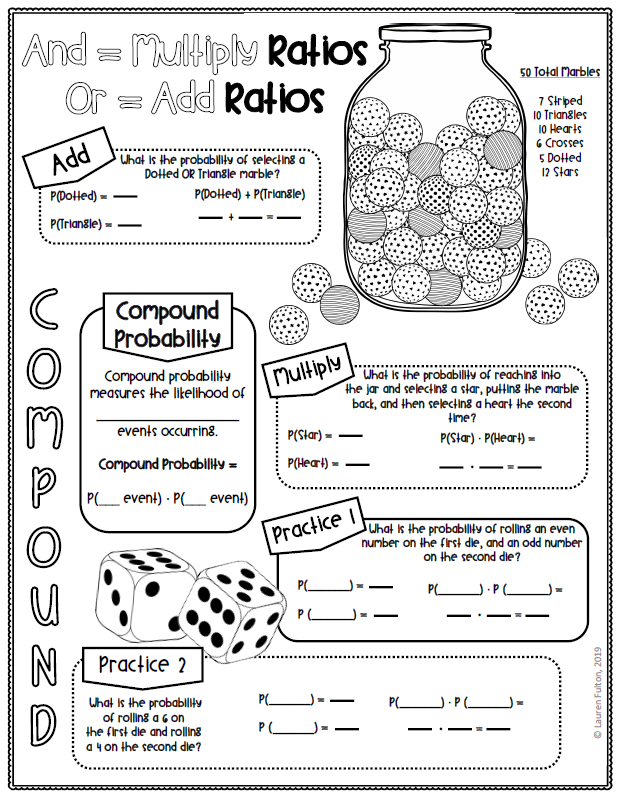 And = Multiply Ratios
Or = Add Ratios
50 Total Marbles
7 Striped
10 Triangles
10 Hearts
6 Crosses
5 Dotted
12 Stars
Add
What is the probability of selecting a
Dotted OR Triangle marble?
P(Dotted) = ___
P(Dotted) + P(Triangle)
P(Triangle) = ___
___ + ___ = ___
COMPOUND
Compound
Probability
Compound probability
measures the likelihood of
___________________
events occurring.
Compound Probability =
P(___ event) · P(___ event)
Multiply
What is the probability of reaching into
the jar and selecting a star, putting the marble
back, and then selecting a heart the second
time?
P(Star) = ___
P(Star) · P(Heart) =
P(Heart) = ___
___ · ___ = ___
Practice 1
What is the probability of rolling an even
number on the first die, and an odd number
on the second die?
P(______) = ___
P(______) · P (______) =
P (______) = ___
___ · ___ = ___
Practice 2
What is the probability
of rolling a 6 on
the first die and rolling
a 4 on the second die?
P(______) = ___
P(______) · P (______) =
P (______) = ___
___ · ___ = ___
© Lauren Fulton, 2019